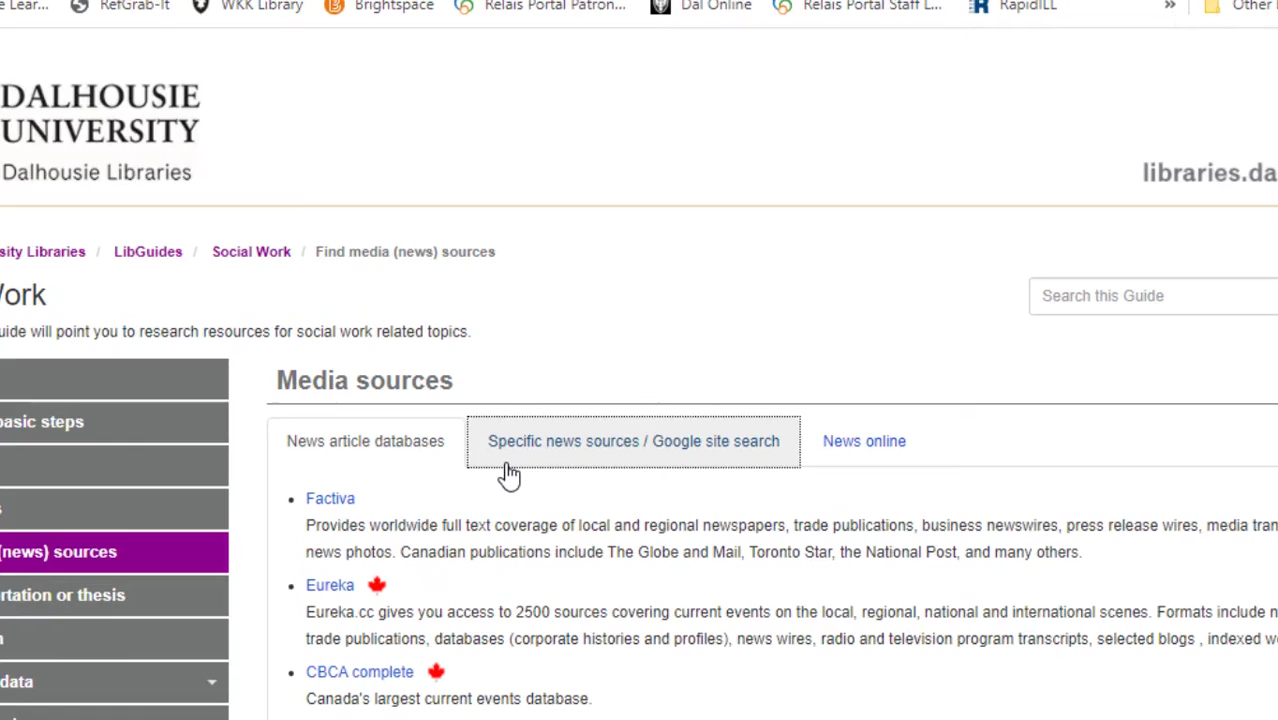 RefGrab-It WKK Library Brightspace Relais Portal Patron... Dal Online Relais Portal Staff L... RapidILL » Other
DALHOUSIE
UNIVERSITY
Dalhousie Libraries
libraries.da
sity Libraries / LibGuides / Social Work / Find media (news) sources
Work
Search this Guide
uide will point you to research resources for social work related topics.
Media sources
basic steps
News article databases
Specific news sources / Google site search
News online
s
• Factiva
Provides worldwide full text coverage of local and regional newspapers, trade publications, business newswires, press release wires, media tran
(news) sources
news photos. Canadian publications include The Globe and Mail, Toronto Star, the National Post, and many others.
• Eureka
rtation or thesis
Eureka.cc gives you access to 2500 sources covering current events on the local, regional, national and international scenes. Formats include n
n
trade publications, databases (corporate histories and profiles), news wires, radio and television program transcripts, selected blogs , indexed w
• CBCA complete
data
Canada's largest current events database.